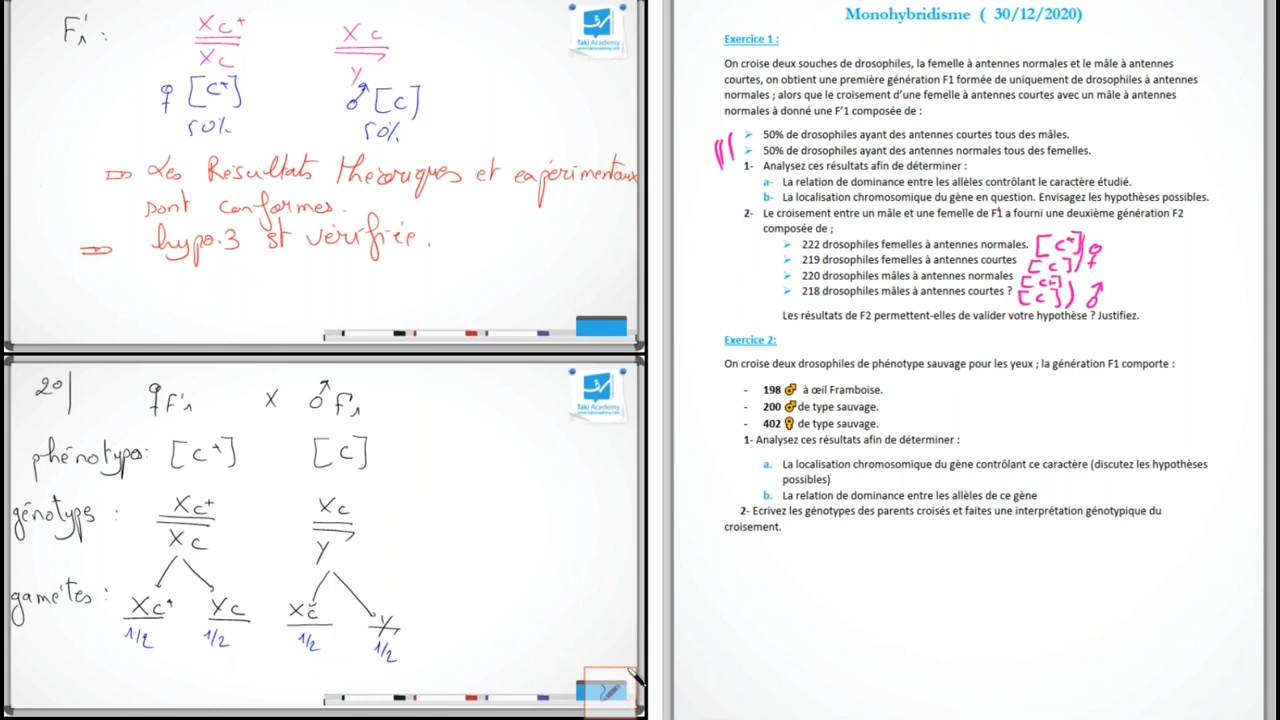 F'1 :
Xc+
Xc
Xc
Y
♀ [c+]
50%
♂ [c]
50%
⇒ Les Résultats théoriques et expérimentaux
sont conformes.
⇒ hypo.3 st vérifiée.
Taki Academy
www.takiacademy.com
2°/ ♀ F'1 x ♂ F'1
phénotype: [c+] [c]
génotype : Xc+ Xc
Xc Y
gamètes : Xc+ Xc Xc Y
1/2 1/2 1/2 1/2
Taki Academy
www.takiacademy.com
Monohybridisme ( 30/12/2020)
Exercice 1 :
On croise deux souches de drosophiles, la femelle à antennes normales et le mâle à antennes
courtes, on obtient une première génération F1 formée de uniquement de drosophiles à antennes
normales ; alors que le croisement d'une femelle à antennes courtes avec un mâle à antennes
normales à donné une F'1 composée de :
➢ 50% de drosophiles ayant des antennes courtes tous des mâles.
➢ 50% de drosophiles ayant des antennes normales tous des femelles.
1- Analysez ces résultats afin de déterminer :
a- La relation de dominance entre les allèles contrôlant le caractère étudié.
b- La localisation chromosomique du gène en question. Envisagez les hypothèses possibles.
2- Le croisement entre un mâle et une femelle de F'1 a fourni une deuxième génération F2
composée de ;
➢ 222 drosophiles femelles à antennes normales. [c+] ♀
➢ 219 drosophiles femelles à antennes courtes [c]
➢ 220 drosophiles mâles à antennes normales [c+]
➢ 218 drosophiles mâles à antennes courtes ? [c] ♂
Les résultats de F2 permettent-elles de valider votre hypothèse ? Justifiez.
Exercice 2:
On croise deux drosophiles de phénotype sauvage pour les yeux ; la génération F1 comporte :
- 198 ♂ à œil Framboise.
- 200 ♂ de type sauvage.
- 402 ♀ de type sauvage.
1- Analysez ces résultats afin de déterminer :
a. La localisation chromosomique du gène contrôlant ce caractère (discutez les hypothèses
possibles)
b. La relation de dominance entre les allèles de ce gène
2- Ecrivez les génotypes des parents croisés et faites une interprétation génotypique du
croisement.